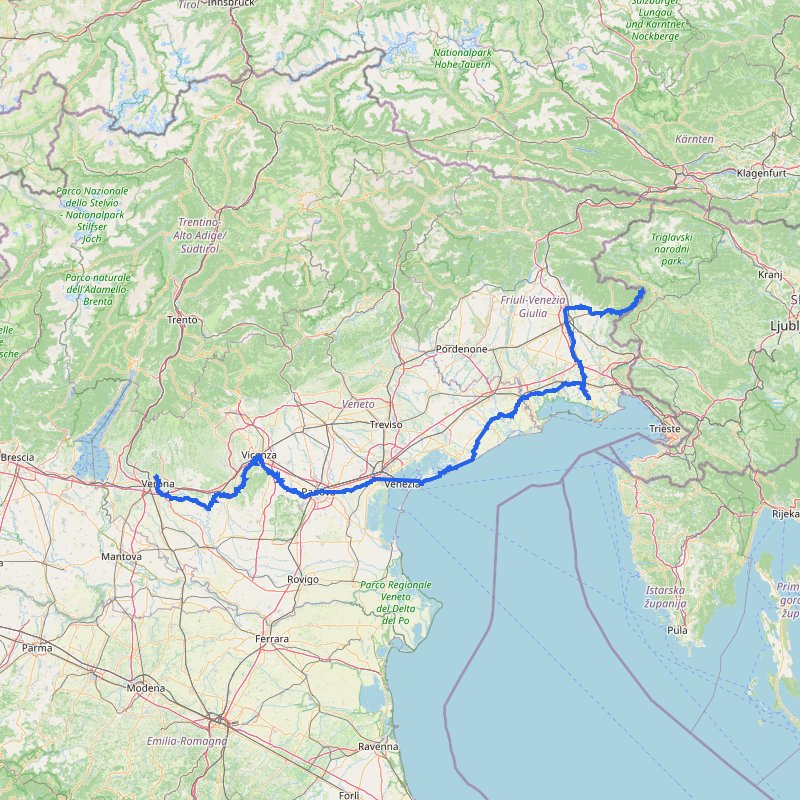 Tirol
Innsbruck
Salzburger
Lungau
und Kärntner
Nockberge
Nationalpark
Hohe Tauern
Kärnten
Klagenfurt
Parco Nazionale
dello Stelvio
- Nationalpark
Stilfser
Joch
Trentino-
Alto Adige/
Südtirol
Triglavski
narodni
park
Kranj
Parco naturale
dell'Adamello-
Brenta
Friuli-Venezia
Giulia
Trento
Pordenone
Veneto
Treviso
Trieste
Brescia
Vicenza
Verona
Padova
Venezia
Rijeka
Mantova
Rovigo
Parco Regionale
Veneto
del Delta
del Po
Istarska
županija
Pula
Ferrara
Parma
Modena
Emilia-Romagna
Ravenna
Forlì